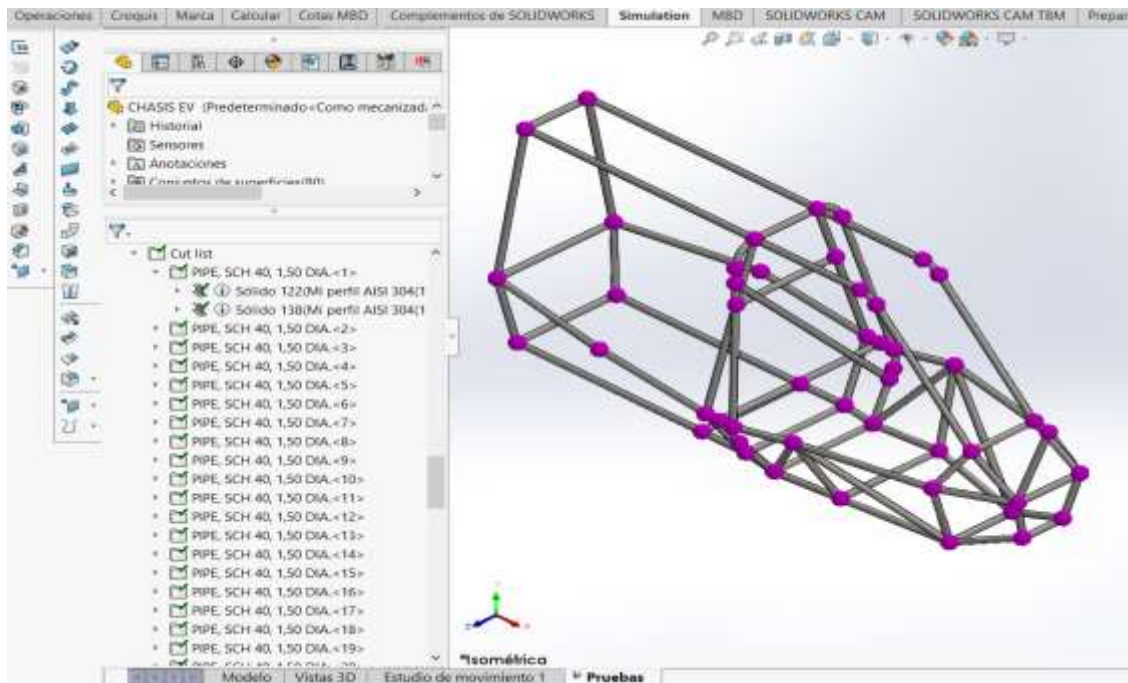 Operaciones Croquis Marca Calcular Cotas MBD Complementos de SOLIDWORKS Simulation MBD SOLIDWORKS CAM SOLIDWORKS CAM TBM Prepar
CHASIS EV (Predeterminado<Como mecanizad
Historial
Sensores
Anotaciones
Conjuntos de superficies(80)
Cut list
PIPE, SCH 40, 1,50 DIA.<1>
Sólido 122(Mi perfil AISI 304(1
Sólido 138(Mi perfil AISI 304(1
PIPE, SCH 40, 1,50 DIA.<2>
PIPE, SCH 40, 1,50 DIA.<3>
PIPE, SCH 40, 1,50 DIA.<4>
PIPE, SCH 40, 1,50 DIA.<5>
PIPE, SCH 40, 1,50 DIA.<6>
PIPE, SCH 40, 1,50 DIA.<7>
PIPE, SCH 40, 1,50 DIA.<8>
PIPE, SCH 40, 1,50 DIA.<9>
PIPE, SCH 40, 1,50 DIA.<10>
PIPE, SCH 40, 1,50 DIA.<11>
PIPE, SCH 40, 1,50 DIA.<12>
PIPE, SCH 40, 1,50 DIA.<13>
PIPE, SCH 40, 1,50 DIA.<14>
PIPE, SCH 40, 1,50 DIA.<15>
PIPE, SCH 40, 1,50 DIA.<16>
PIPE, SCH 40, 1,50 DIA.<17>
PIPE, SCH 40, 1,50 DIA.<18>
PIPE, SCH 40, 1,50 DIA.<19>
*Isométrica
Modelo Vistas 3D Estudio de movimiento 1 Pruebas